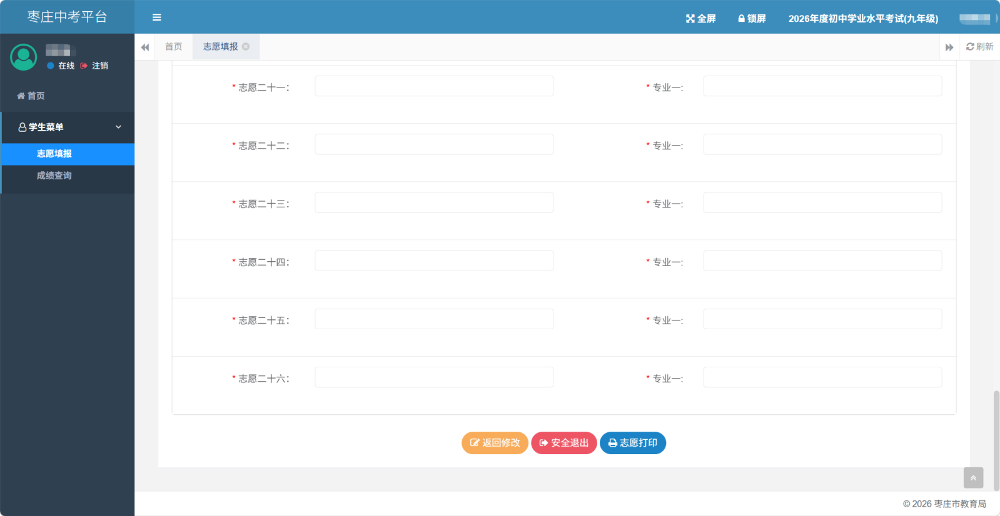 枣庄中考平台
全屏 锁屏 2026年度初中学业水平考试(九年级)
在线 注销
首页 志愿填报 刷新
首页
学生菜单
志愿填报
成绩查询
* 志愿二十一: * 专业一:
* 志愿二十二: * 专业一:
* 志愿二十三: * 专业一:
* 志愿二十四: * 专业一:
* 志愿二十五: * 专业一:
* 志愿二十六: * 专业一:
返回修改 安全退出 志愿打印
© 2026 枣庄市教育局